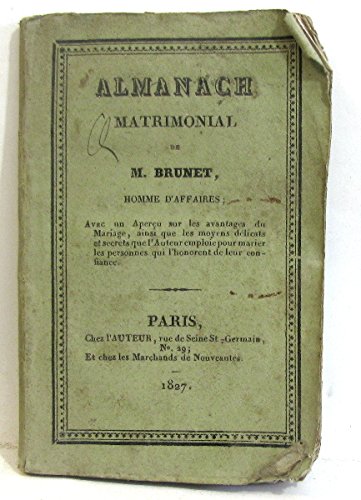 ALMANACH
MATRIMONIAL
DE
M. BRUNET,
HOMME D'AFFAIRES;
Avec un Aperçu sur les avantages du
Mariage, ainsi que les moyens délicats
et secrets que l'Auteur emploie pour marier
les personnes qui l'honorent de leur con-
fiance.
PARIS,
Chez l'AUTEUR, rue de Seine St.-Germain,
No. 29;
Et chez les Marchands de Nouveautés.
1827.